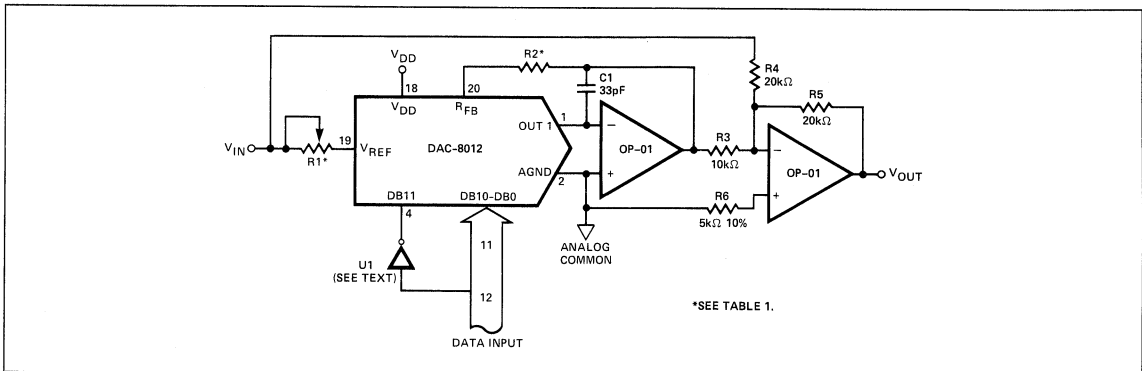 VDD
18
VDD
20
RFB
R2*
C1
33pF
R4
20kΩ
R5
20kΩ
VIN
R1*
19
VREF
DAC-8012
OUT 1
1
AGND
2
−
+
OP-01
R3
10kΩ
−
+
OP-01
VOUT
DB11
4
DB10-DB0
11
12
R6
5kΩ 10%
ANALOG
COMMON
U1
(SEE TEXT)
DATA INPUT
*SEE TABLE 1.